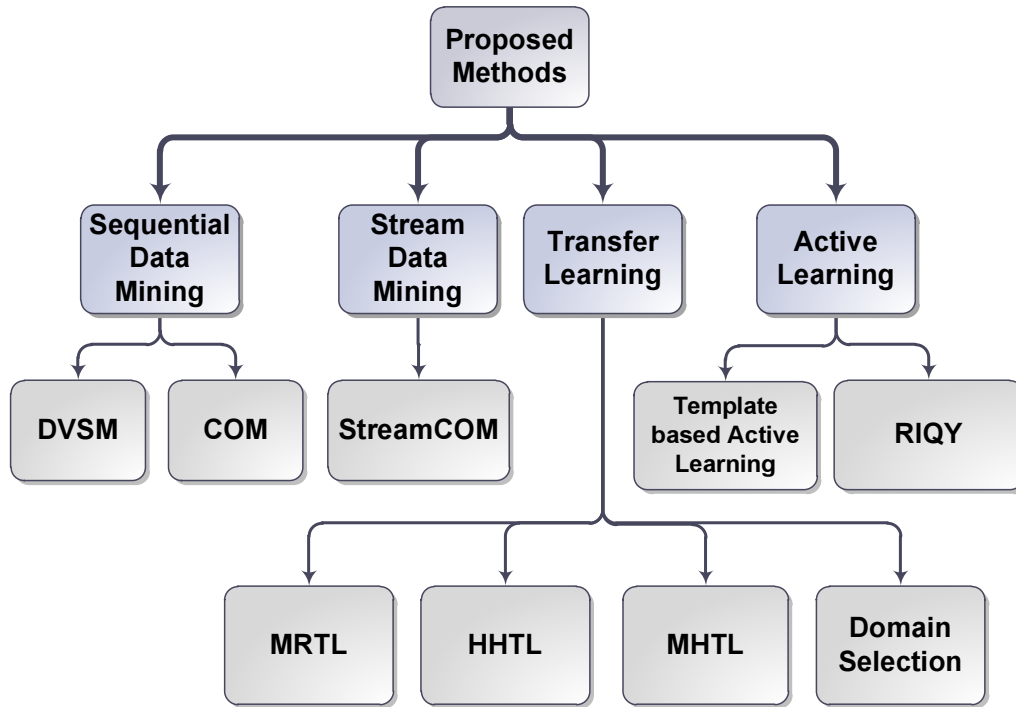 Proposed
Methods
Sequential
Data
Mining
Stream
Data
Mining
Transfer
Learning
Active
Learning
DVSM
COM
StreamCOM
Template
based Active
Learning
RIQY
MRTL
HHTL
MHTL
Domain
Selection